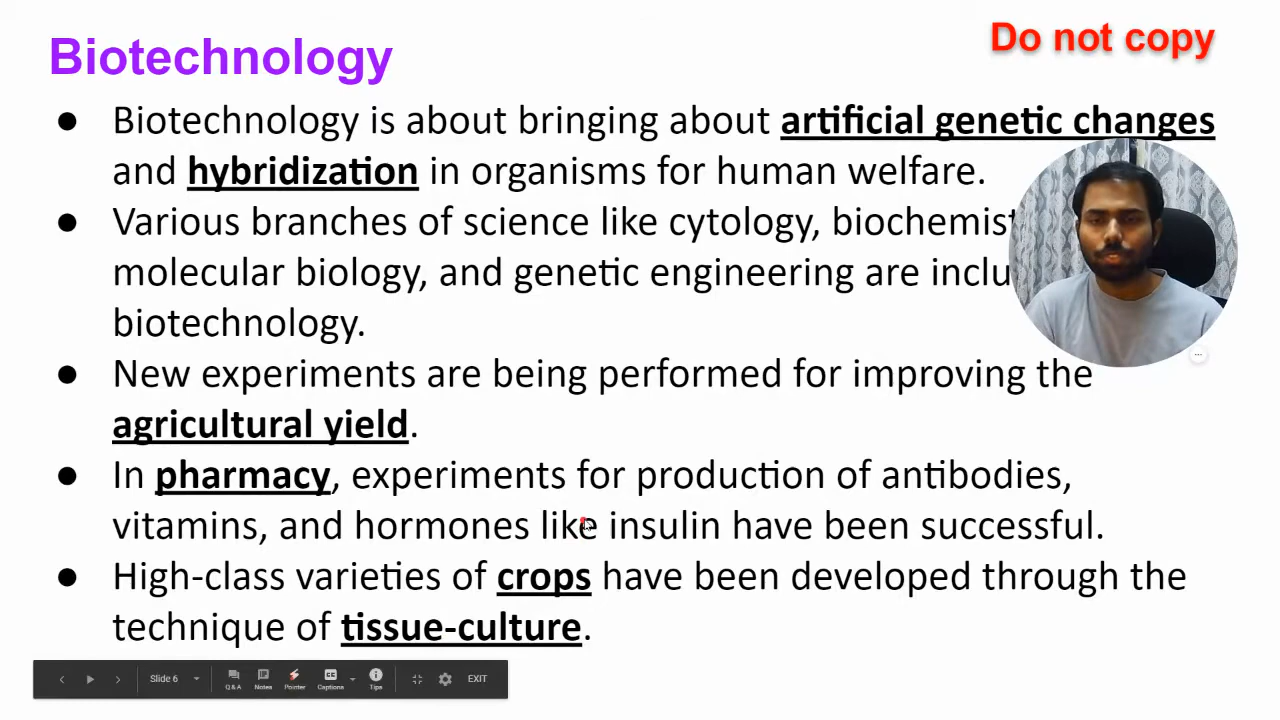 Do not copy
Biotechnology
● Biotechnology is about bringing about artificial genetic changes
and hybridization in organisms for human welfare.
● Various branches of science like cytology,
molecular biology, and genetic engineering are
biotechnology.
● New experiments are being performed for improving the
agricultural yield.
● In pharmacy, experiments for production of antibodies,
vitamins, and hormones like insulin have been successful.
● High-class varieties of crops have been developed through the
technique of tissue-culture.
Slide 6
Q & A Notes Pointer Captions Tips EXIT
CC